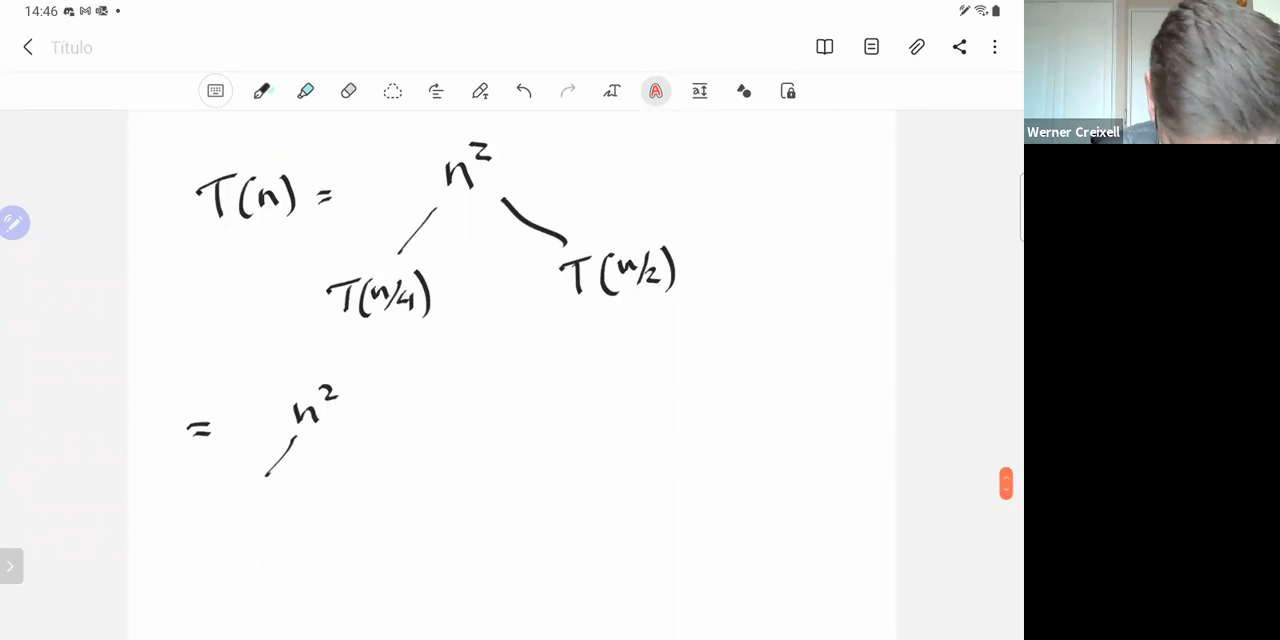 14:46
Título
Werner Creixell
T(n) = n²
T(n/4) T(n/2)
= n²